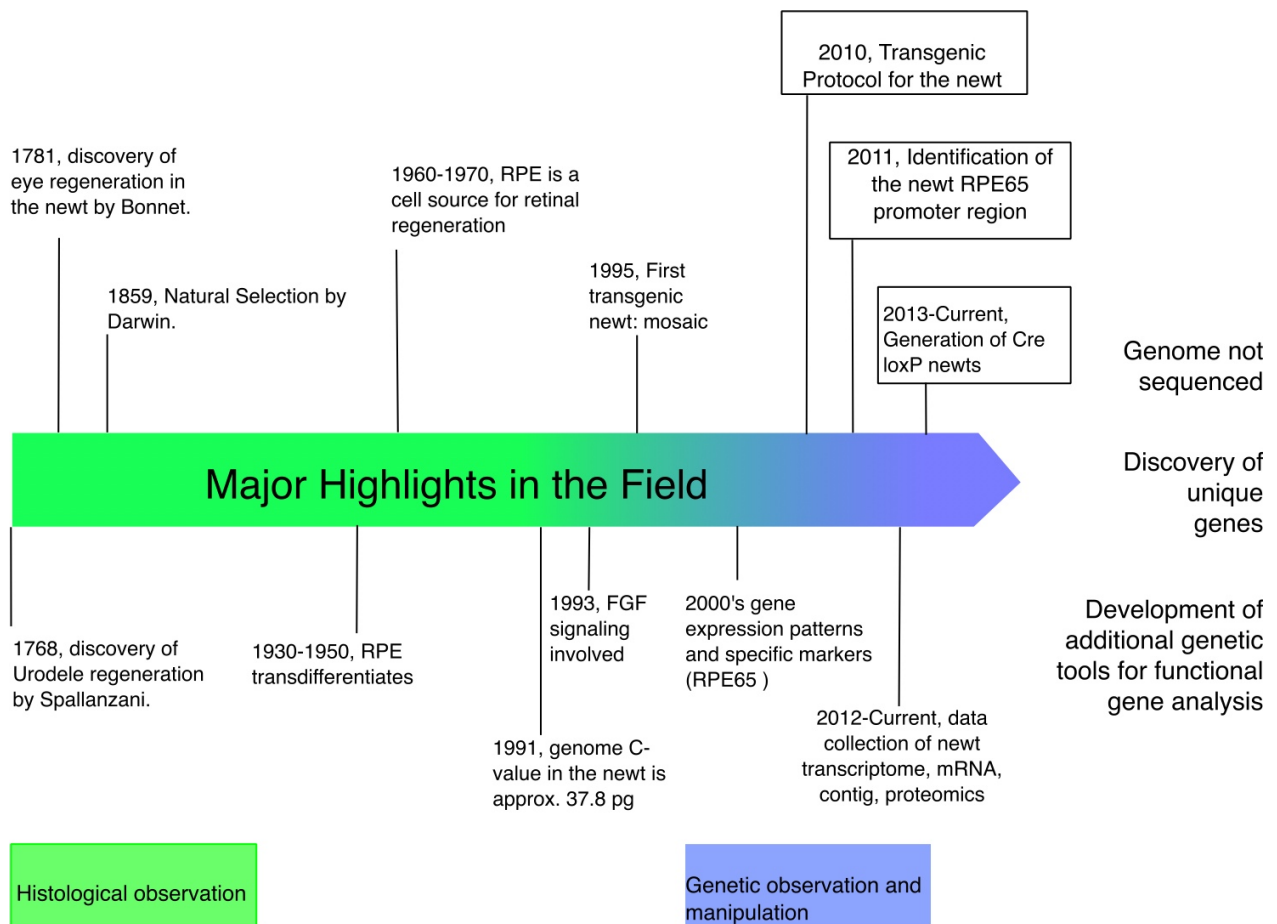 2010, Transgenic
Protocol for the newt
1781, discovery of
eye regeneration in
the newt by Bonnet.
1960-1970, RPE is a
cell source for retinal
regeneration
2011, Identification of
the newt RPE65
promoter region
1859, Natural Selection by
Darwin.
1995, First
transgenic
newt: mosaic
2013-Current,
Generation of Cre
loxP newts
Genome not
sequenced
Major Highlights in the Field
Discovery of
unique
genes
1768, discovery of
Urodele regeneration
by Spallanzani.
1930-1950, RPE
transdifferentiates
1991, genome C-
value in the newt is
approx. 37.8 pg
1993, FGF
signaling
involved
2000's gene
expression patterns
and specific markers
(RPE65 )
2012-Current, data
collection of newt
transcriptome, mRNA,
contig, proteomics
Development of
additional genetic
tools for functional
gene analysis
Histological observation
Genetic observation and
manipulation